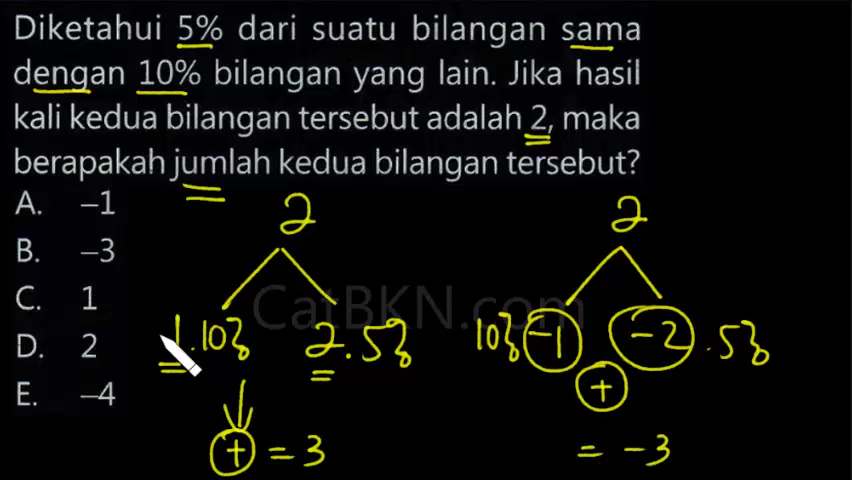 Diketahui 5% dari suatu bilangan sama
dengan 10% bilangan yang lain. Jika hasil
kali kedua bilangan tersebut adalah 2, maka
berapakah jumlah kedua bilangan tersebut?
A. –1
B. –3
C. 1
D. 2
E. –4
CatBKN.com
2
1.10%
2.5%
+ = 3
2
10% -1
-2 .5%
+
= -3